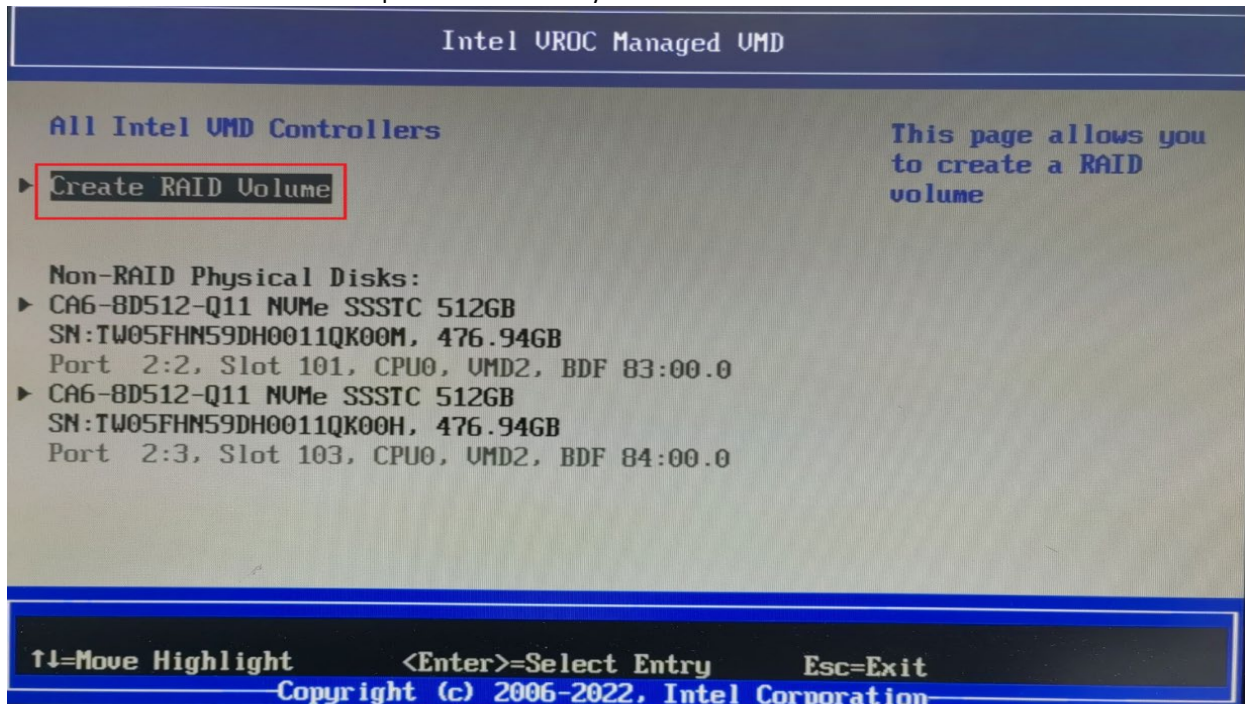 Intel VROC Managed VMD
All Intel VMD Controllers
This page allows you
to create a RAID
volume
▶ Create RAID Volume
Non-RAID Physical Disks:
▶ CA6-8D512-Q11 NVMe SSSTC 512GB
SN:TW05FHN59DH0011QK00M, 476.94GB
Port 2:2, Slot 101, CPU0, VMD2, BDF 83:00.0
▶ CA6-8D512-Q11 NVMe SSSTC 512GB
SN:TW05FHN59DH0011QK00H, 476.94GB
Port 2:3, Slot 103, CPU0, VMD2, BDF 84:00.0
↑↓=Move Highlight <Enter>=Select Entry Esc=Exit
Copyright (c) 2006-2022, Intel Corporation